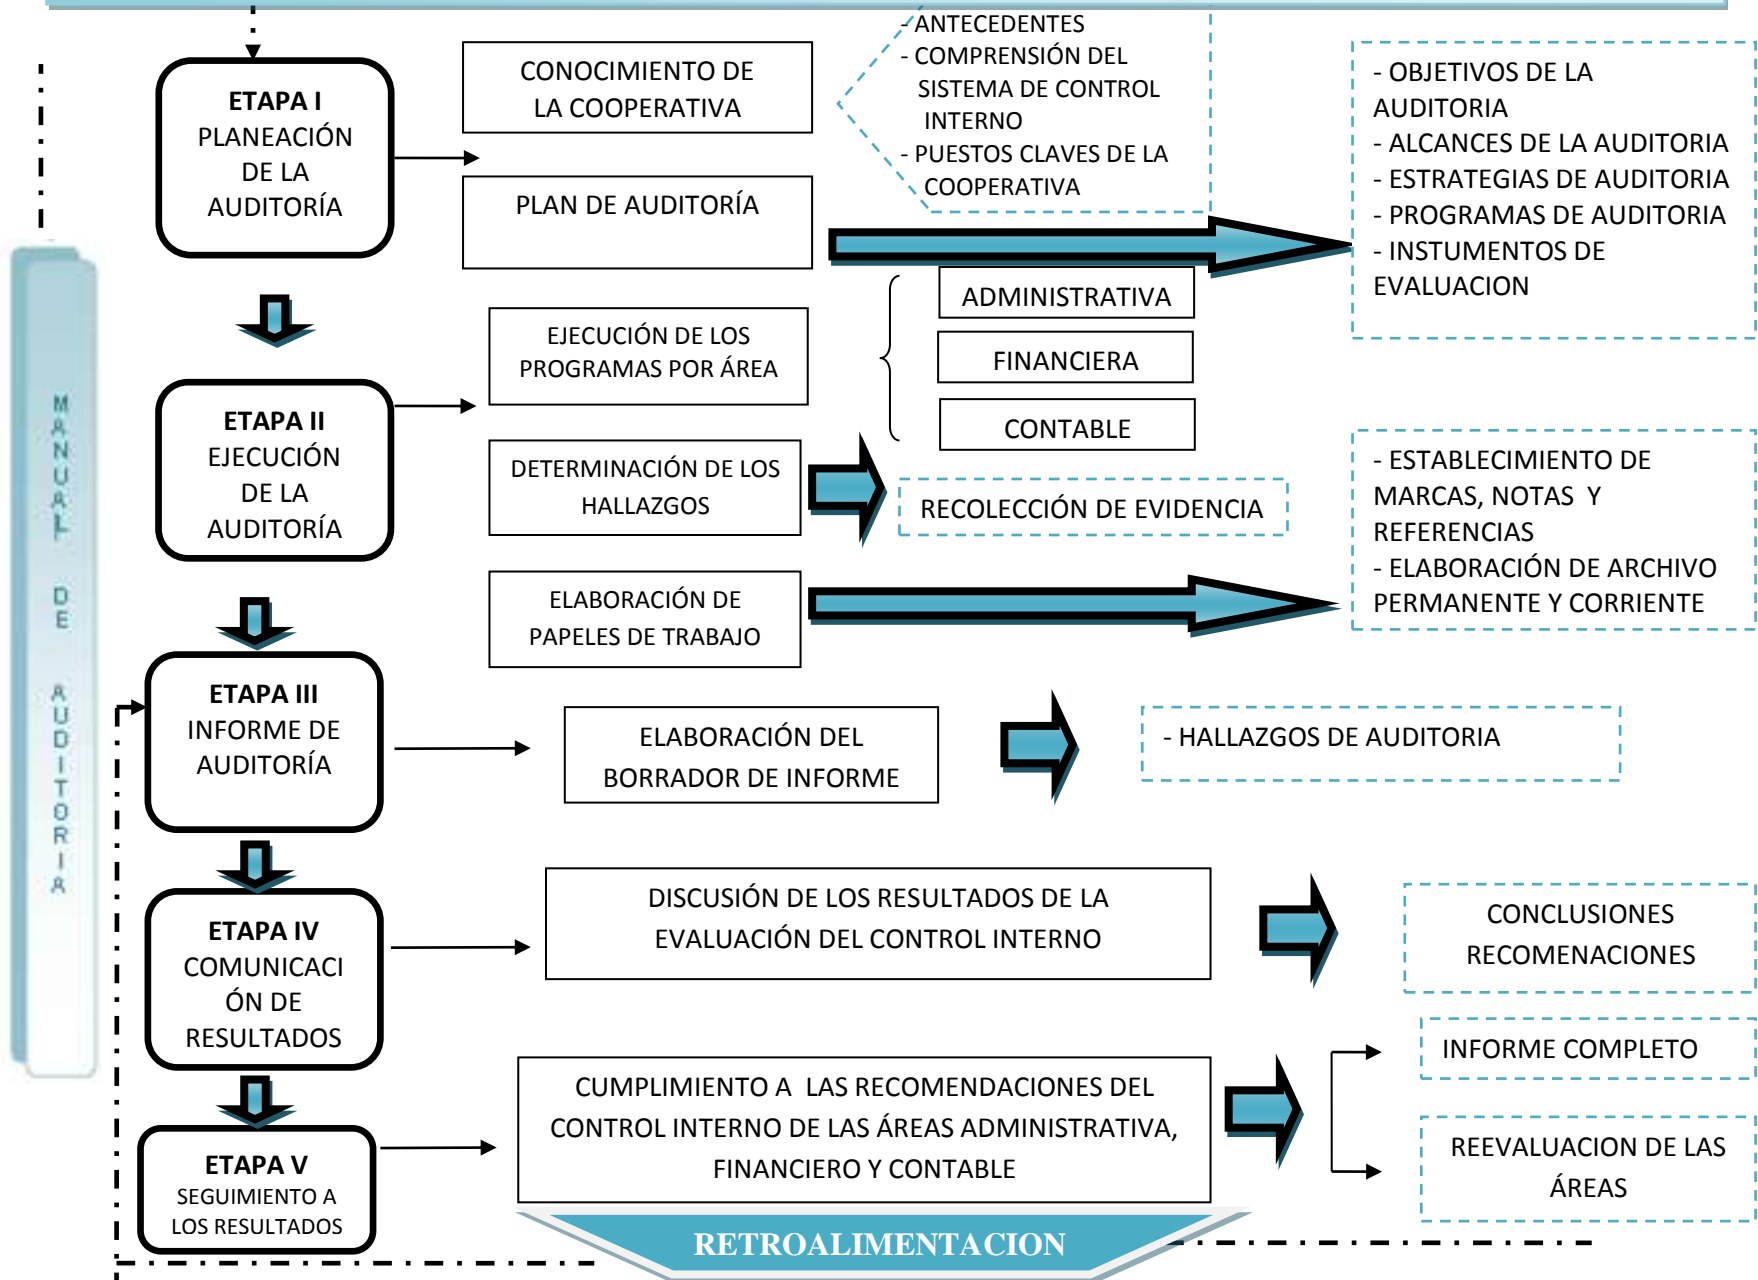 - ANTECEDENTES
- COMPRENSIÓN DEL
SISTEMA DE CONTROL
INTERNO
- PUESTOS CLAVES DE LA
COOPERATIVA
- OBJETIVOS DE LA
AUDITORIA
- ALCANCES DE LA AUDITORIA
- ESTRATEGIAS DE AUDITORIA
- PROGRAMAS DE AUDITORIA
- INSTUMENTOS DE
EVALUACION
ETAPA I
PLANEACIÓN
DE LA
AUDITORÍA
CONOCIMIENTO DE
LA COOPERATIVA
PLAN DE AUDITORÍA
MANUAL DE AUDITORIA
ETAPA II
EJECUCIÓN
DE LA
AUDITORÍA
EJECUCIÓN DE LOS
PROGRAMAS POR ÁREA
ADMINISTRATIVA
FINANCIERA
CONTABLE
DETERMINACIÓN DE LOS
HALLAZGOS
RECOLECCIÓN DE EVIDENCIA
ELABORACIÓN DE
PAPELES DE TRABAJO
- ESTABLECIMIENTO DE
MARCAS, NOTAS Y
REFERENCIAS
- ELABORACIÓN DE ARCHIVO
PERMANENTE Y CORRIENTE
ETAPA III
INFORME DE
AUDITORÍA
ELABORACIÓN DEL
BORRADOR DE INFORME
- HALLAZGOS DE AUDITORIA
ETAPA IV
COMUNICACI
ÓN DE
RESULTADOS
DISCUSIÓN DE LOS RESULTADOS DE LA
EVALUACIÓN DEL CONTROL INTERNO
CONCLUSIONES
RECOMENACIONES
ETAPA V
SEGUIMIENTO A
LOS RESULTADOS
CUMPLIMIENTO A LAS RECOMENDACIONES DEL
CONTROL INTERNO DE LAS ÁREAS ADMINISTRATIVA,
FINANCIERO Y CONTABLE
INFORME COMPLETO
REEVALUACION DE LAS
ÁREAS
RETROALIMENTACION